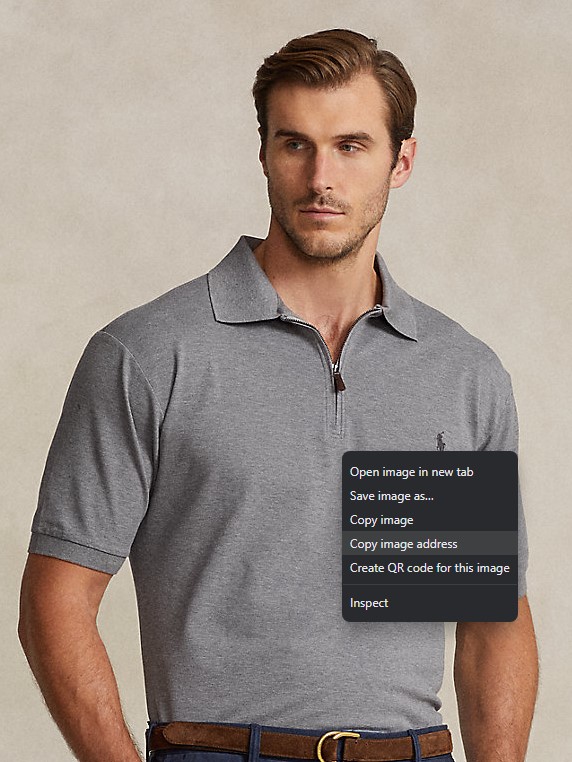 Open image in new tab
Save image as...
Copy image
Copy image address
Create QR code for this image
Inspect